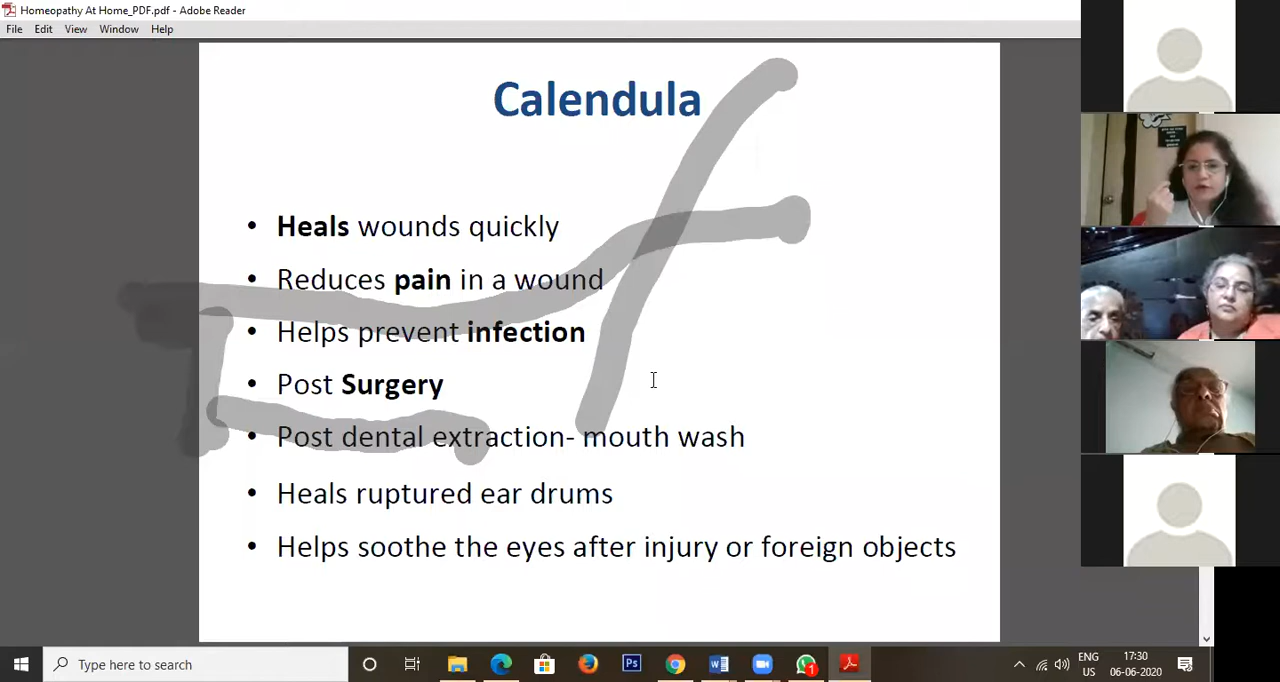 Homeopathy At Home_PDF.pdf - Adobe Reader
File Edit View Window Help
Calendula
• Heals wounds quickly
• Reduces pain in a wound
• Helps prevent infection
• Post Surgery
• Post dental extraction- mouth wash
• Heals ruptured ear drums
• Helps soothe the eyes after injury or foreign objects
Type here to search
Ps
W
1
ENG
US
17:30
06-06-2020